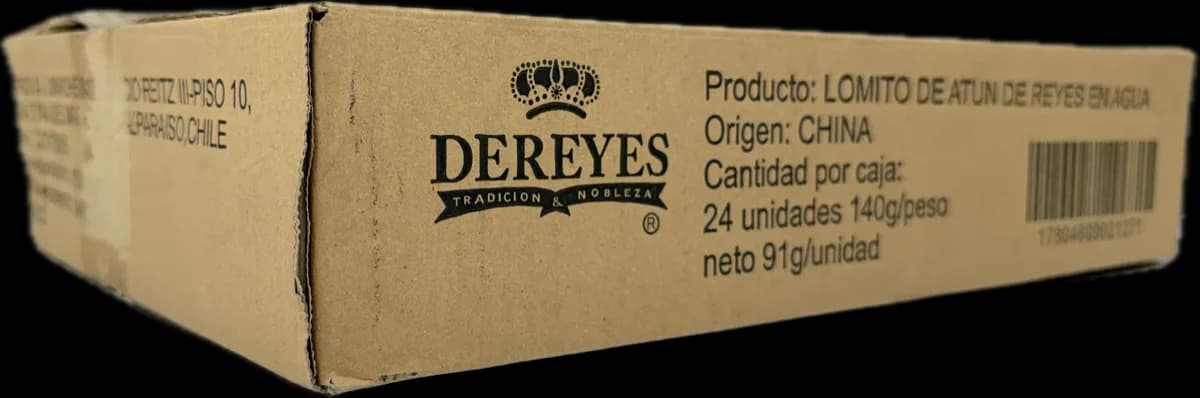 CIO REITZ III-PISO 10,
ALPARAISO, CHILE
DEREYES
TRADICION & NOBLEZA
®
Producto: LOMITO DE ATUN DE REYES EN AGUA
Origen: CHINA
Cantidad por caja:
24 unidades 140g/peso
neto 91g/unidad